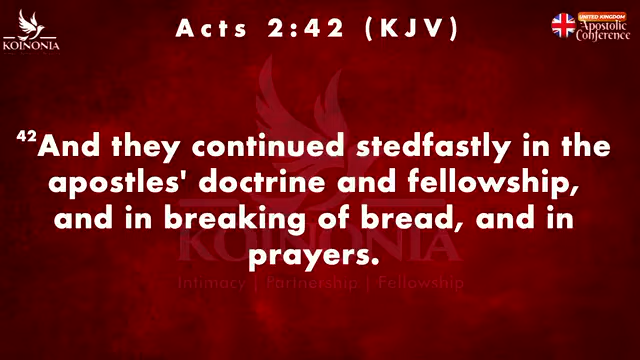 Acts 2:42 (KJV)
KOINONIA
UNITED KINGDOM
Apostolic
Conference
42And they continued stedfastly in the
apostles' doctrine and fellowship,
and in breaking of bread, and in
prayers.
KOINONIA
Intimacy | Partnership | Fellowship